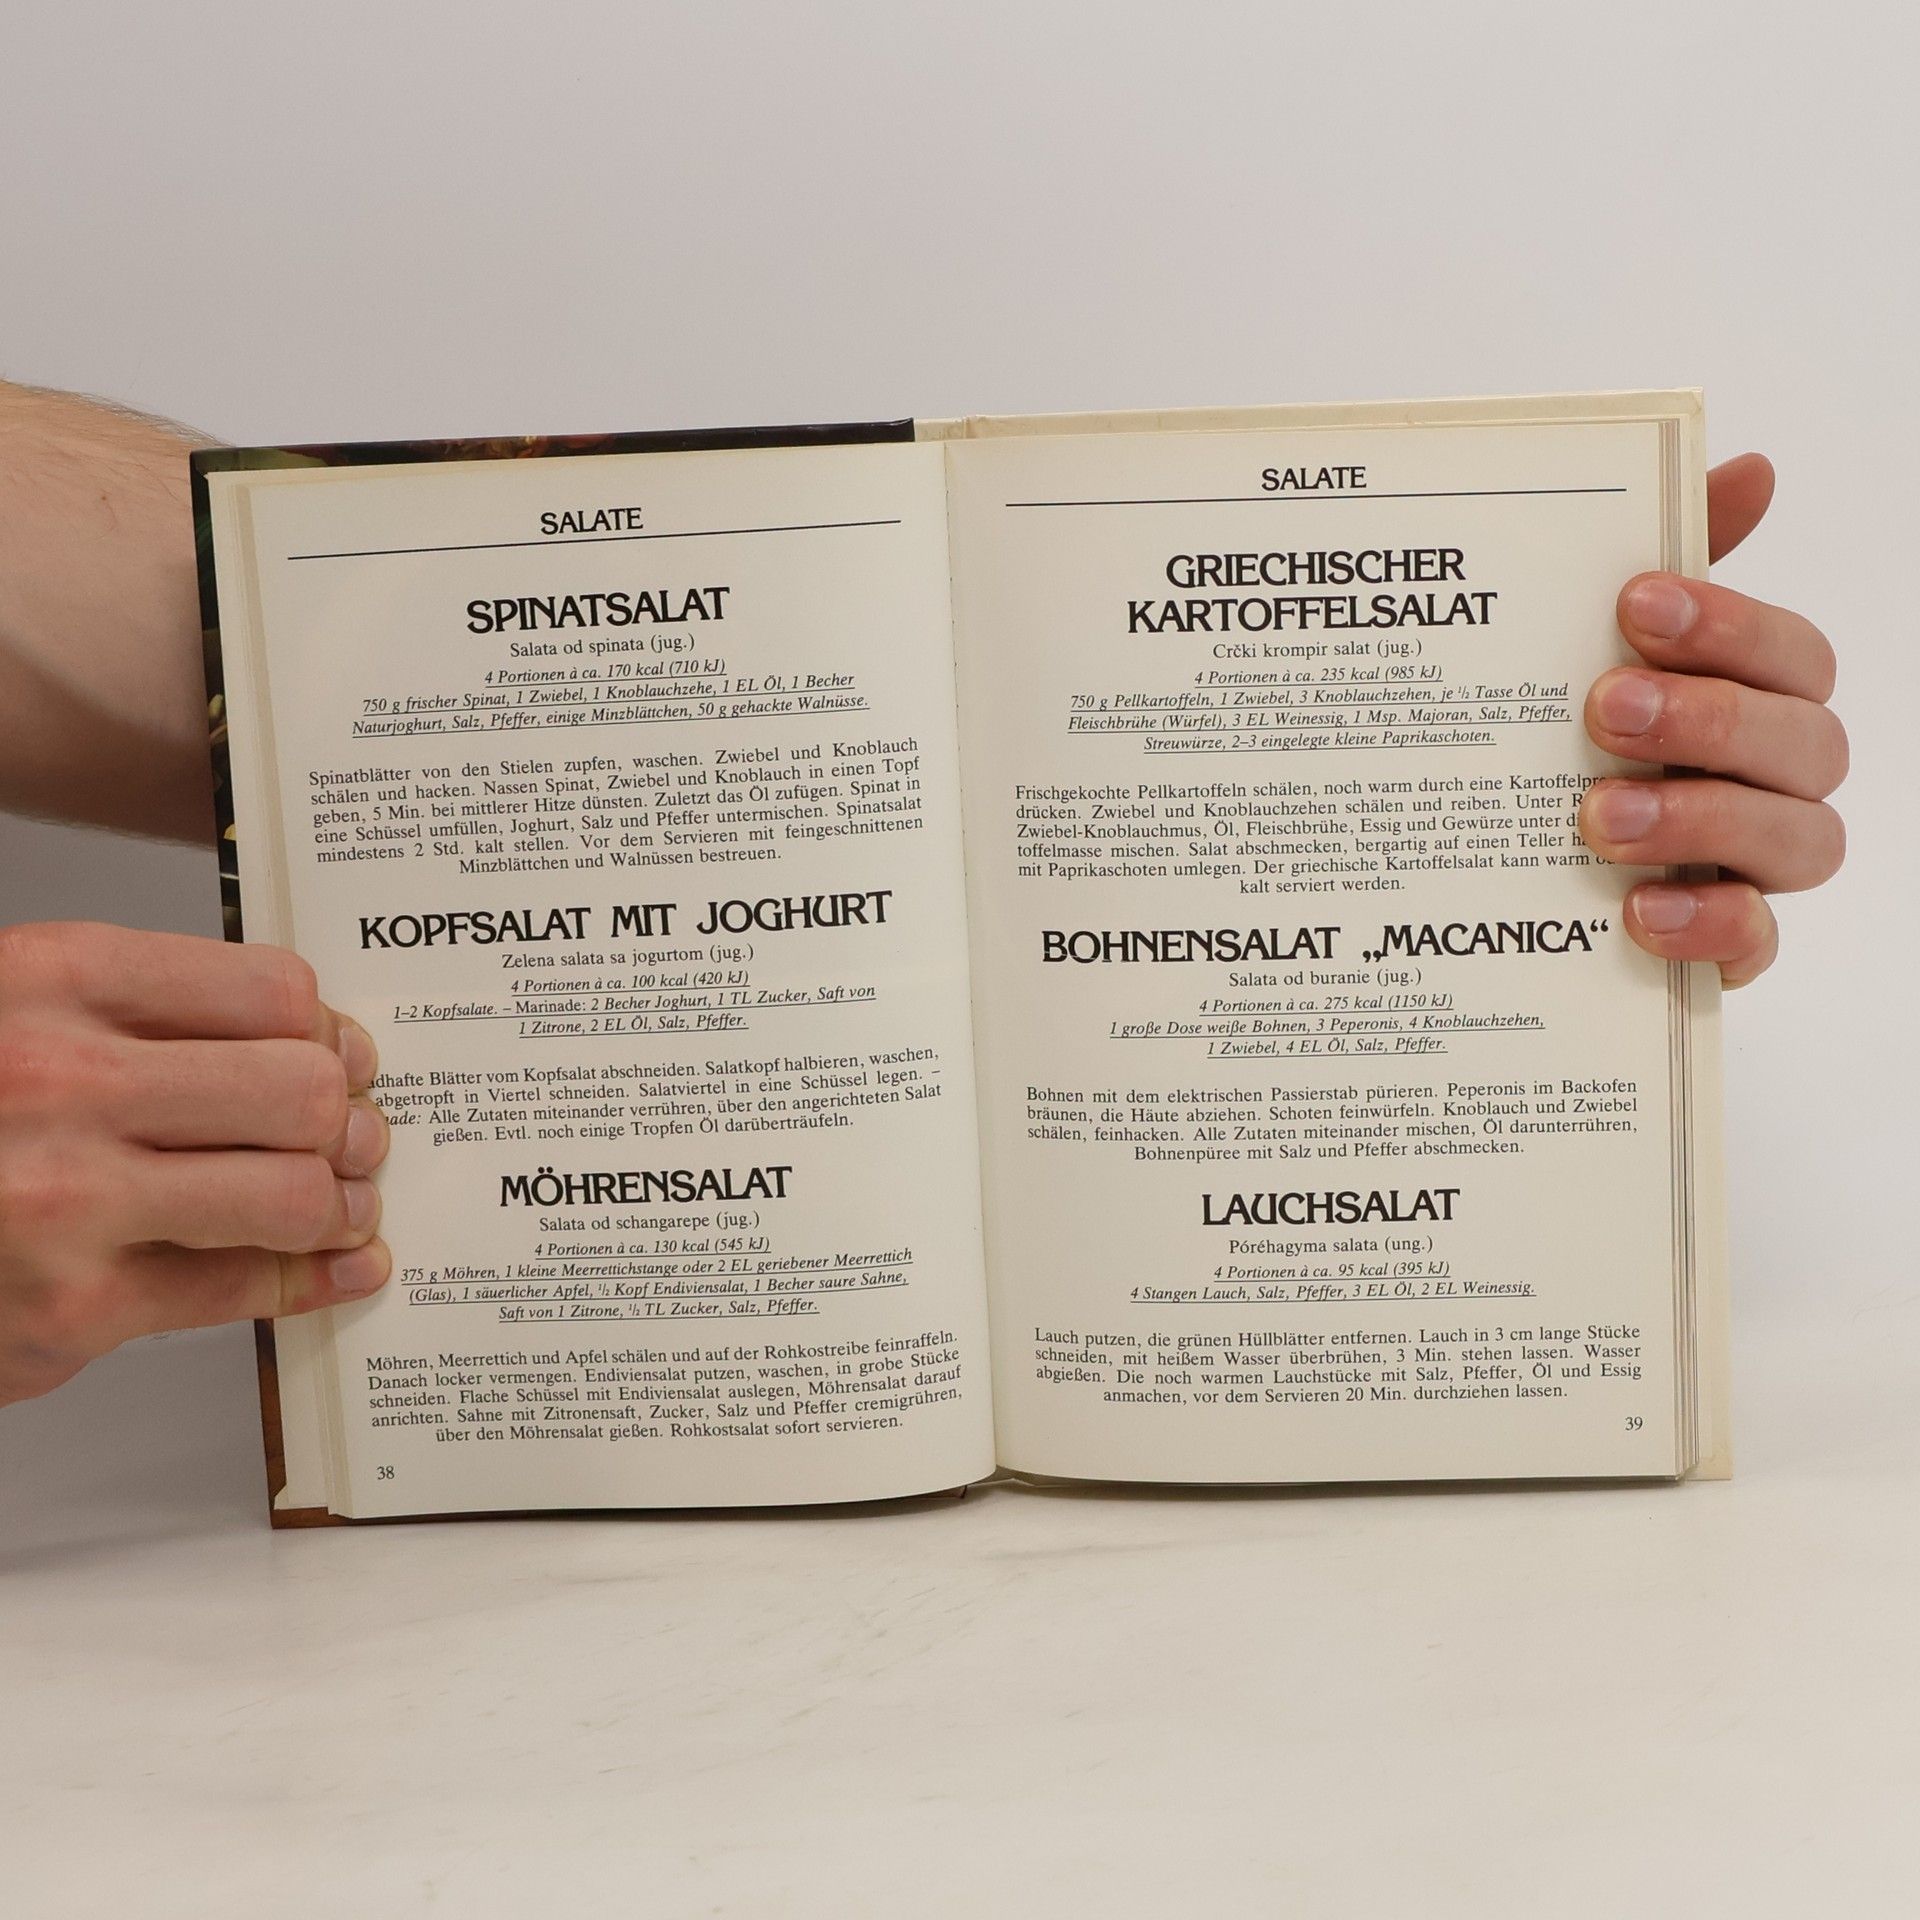 SALATE
SPINATSALAT
Salata od spinata (jug.)
4 Portionen à ca. 170 kcal (710 kJ)
750 g frischer Spinat, 1 Zwiebel, 1 Knoblauchzehe, 1 EL Öl, 1 Becher
Naturjoghurt, Salz, Pfeffer, einige Minzblättchen, 50 g gehackte Walnüsse.
Spinatblätter von den Stielen zupfen, waschen. Zwiebel und Knoblauch
schälen und hacken. Nassen Spinat, Zwiebel und Knoblauch in einen Topf
geben, 5 Min. bei mittlerer Hitze dünsten. Zuletzt das Öl zufügen. Spinat in
eine Schüssel umfüllen, Joghurt, Salz und Pfeffer untermischen. Spinatsalat
mindestens 2 Std. kalt stellen. Vor dem Servieren mit feingeschnittenen
Minzblättchen und Walnüssen bestreuen.
KOPFSALAT MIT JOGHURT
Zelena salata sa jogurtom (jug.)
4 Portionen à ca. 100 kcal (420 kJ)
1–2 Kopfsalate. – Marinade: 2 Becher Joghurt, 1 TL Zucker, Saft von
1 Zitrone, 2 EL Öl, Salz, Pfeffer.
Blätter vom Kopfsalat abschneiden. Salatkopf halbieren, waschen,
abgetropft in Viertel schneiden. Salatviertel in eine Schüssel legen. –
Alle Zutaten miteinander verrühren, über den angerichteten Salat
gießen. Evtl. noch einige Tropfen Öl darüberträufeln.
MÖHRENSALAT
Salata od schangarepe (jug.)
4 Portionen à ca. 130 kcal (545 kJ)
375 g Möhren, 1 kleine Meerrettichstange oder 2 EL geriebener Meerrettich
(Glas), 1 säuerlicher Apfel, 1/2 Kopf Endiviensalat, 1 Becher saure Sahne,
Saft von 1 Zitrone, 1/2 TL Zucker, Salz, Pfeffer.
Möhren, Meerrettich und Apfel schälen und auf der Rohkostreibe feinraffeln.
Danach locker vermengen. Endiviensalat putzen, waschen, in grobe Stücke
schneiden. Flache Schüssel mit Endiviensalat auslegen, Möhrensalat darauf
anrichten. Sahne mit Zitronensaft, Zucker, Salz und Pfeffer cremigrühren,
über den Möhrensalat gießen. Rohkostsalat sofort servieren.
38
SALATE
GRIECHISCHER
KARTOFFELSALAT
Crčki krompir salat (jug.)
4 Portionen à ca. 235 kcal (985 kJ)
750 g Pellkartoffeln, 1 Zwiebel, 3 Knoblauchzehen, je 1/2 Tasse Öl und
Fleischbrühe (Würfel), 3 EL Weinessig, 1 Msp. Majoran, Salz, Pfeffer,
Streuwürze, 2–3 eingelegte kleine Paprikaschoten.
Frischgekochte Pellkartoffeln schälen, noch warm durch eine
drücken. Zwiebel und Knoblauchzehen schälen und reiben. Unter
Zwiebel-Knoblauchmus, Öl, Fleischbrühe, Essig und Gewürze unter
toffelmasse mischen. Salat abschmecken, bergartig auf einen Teller
mit Paprikaschoten umlegen. Der griechische Kartoffelsalat kann warm
kalt serviert werden.
BOHNENSALAT „MACANICA“
Salata od buranie (jug.)
4 Portionen à ca. 275 kcal (1150 kJ)
1 große Dose weiße Bohnen, 3 Peperonis, 4 Knoblauchzehen,
1 Zwiebel, 4 EL Öl, Salz, Pfeffer.
Bohnen mit dem elektrischen Passierstab pürieren. Peperonis im Backofen
bräunen, die Häute abziehen. Schoten feinwürfeln. Knoblauch und Zwiebel
schälen, feinhacken. Alle Zutaten miteinander mischen, Öl darunterrühren,
Bohnenpüree mit Salz und Pfeffer abschmecken.
LAUCHSALAT
Póréhagyma salata (ung.)
4 Portionen à ca. 95 kcal (395 kJ)
4 Stangen Lauch, Salz, Pfeffer, 3 EL Öl, 2 EL Weinessig.
Lauch putzen, die grünen Hüllblätter entfernen. Lauch in 3 cm lange Stücke
schneiden, mit heißem Wasser überbrühen, 3 Min. stehen lassen. Wasser
abgießen. Die noch warmen Lauchstücke mit Salz, Pfeffer, Öl und Essig
anmachen, vor dem Servieren 20 Min. durchziehen lassen.
39